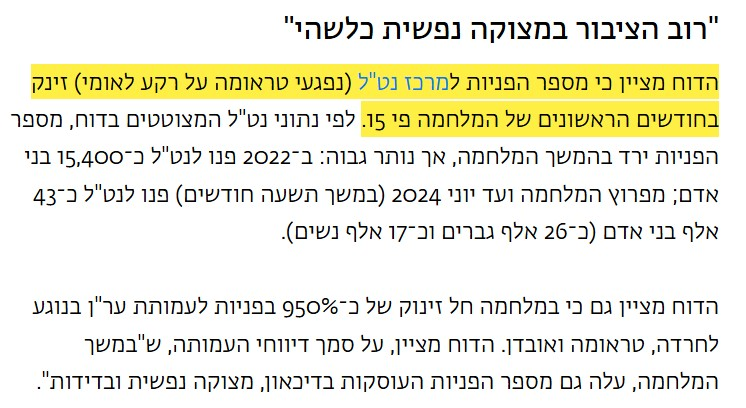 "רוב הציבור במצוקה נפשית כלשהי"
הדוח מציין כי מספר הפניות למרכז נט"ל (נפגעי טראומה על רקע לאומי) זינק
בחודשים הראשונים של המלחמה פי 15. לפי נתוני נט"ל המצוטטים בדוח, מספר
הפניות ירד בהמשך המלחמה, אך נותר גבוה: ב־2022 פנו לנט"ל כ־15,400 בני
אדם; מפרוץ המלחמה ועד יוני 2024 (במשך תשעה חודשים) פנו לנט"ל כ־43
אלף בני אדם (כ־26 אלף גברים וכ־17 אלף נשים).
הדוח מציין גם כי במלחמה חל זינוק של כ־950% בפניות לעמותת ער"ן בנוגע
לחרדה, טראומה ואובדן. הדוח מציין, על סמך דיווחי העמותה, ש"במשך
המלחמה, עלה גם מספר הפניות העוסקות בדיכאון, מצוקה נפשית ובדידות".